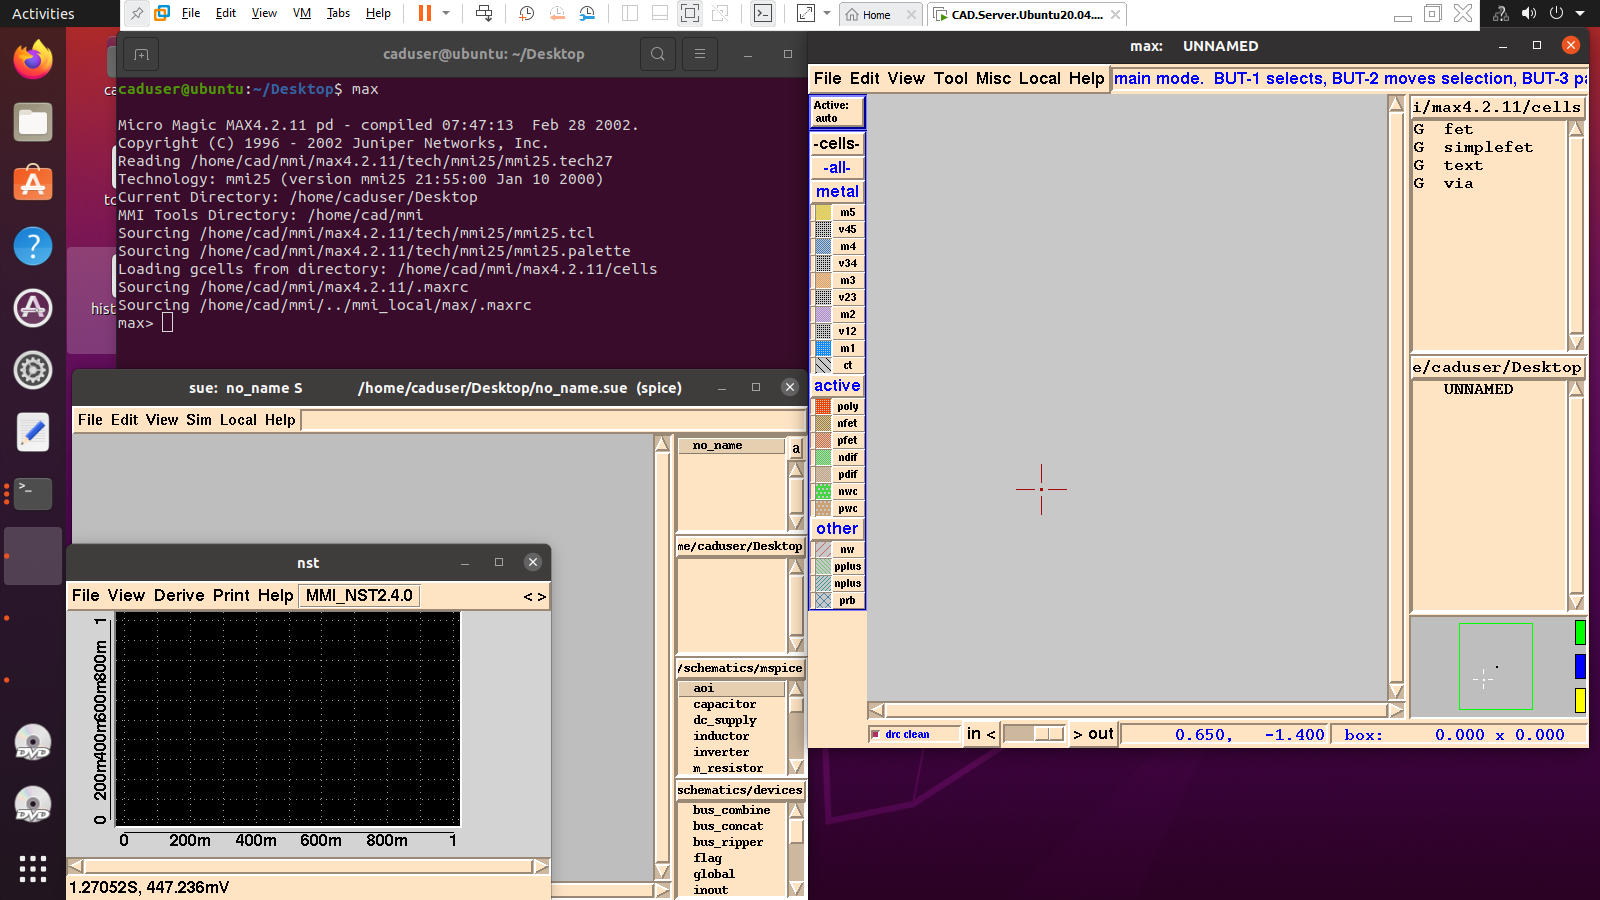 Activities
File Edit View VM Tabs Help
Home
CAD.Server.Ubuntu20.04....
caduser@ubuntu: ~/Desktop
caduser@ubuntu:~/Desktop$ max
Micro Magic MAX4.2.11 pd - compiled 07:47:13  Feb 28 2002.
Copyright (C) 1996 - 2002 Juniper Networks, Inc.
Reading /home/cad/mmi/max4.2.11/tech/mmi25/mmi25.tech27
Technology: mmi25 (version mmi25 21:55:00 Jan 10 2000)
Current Directory: /home/caduser/Desktop
MMI Tools Directory: /home/cad/mmi
Sourcing /home/cad/mmi/max4.2.11/tech/mmi25/mmi25.tcl
Sourcing /home/cad/mmi/max4.2.11/tech/mmi25/mmi25.palette
Loading gcells from directory: /home/cad/mmi/max4.2.11/cells
Sourcing /home/cad/mmi/max4.2.11/.maxrc
Sourcing /home/cad/mmi/../mmi_local/max/.maxrc
max>
ca
to
hist
sue: no_name S /home/caduser/Desktop/no_name.sue (spice)
File Edit View Sim Local Help
no_name
a
me/caduser/Desktop
/schematics/mspice
aoi
capacitor
dc_supply
inductor
inverter
m_resistor
schematics/devices
bus_combine
bus_concat
bus_ripper
flag
global
inout
nst
File View Derive Print Help MMI_NST2.4.0 < >
1
800m
600m
400m
200m
0
0 200m 400m 600m 800m 1
1.27052S, 447.236mV
DVD
DVD
max: UNNAMED
File Edit View Tool Misc Local Help
main mode. BUT-1 selects, BUT-2 moves selection, BUT-3 pa
Active:
auto
-cells-
-all-
metal
m5
v45
m4
v34
m3
v23
m2
v12
m1
ct
active
poly
nfet
pfet
ndif
pdif
nwc
pwc
other
nw
pplus
nplus
prb
i/max4.2.11/cells
G fet
G simplefet
G text
G via
e/caduser/Desktop
UNNAMED
drc clean
in < > out
0.650, -1.400
box: 0.000 x 0.000